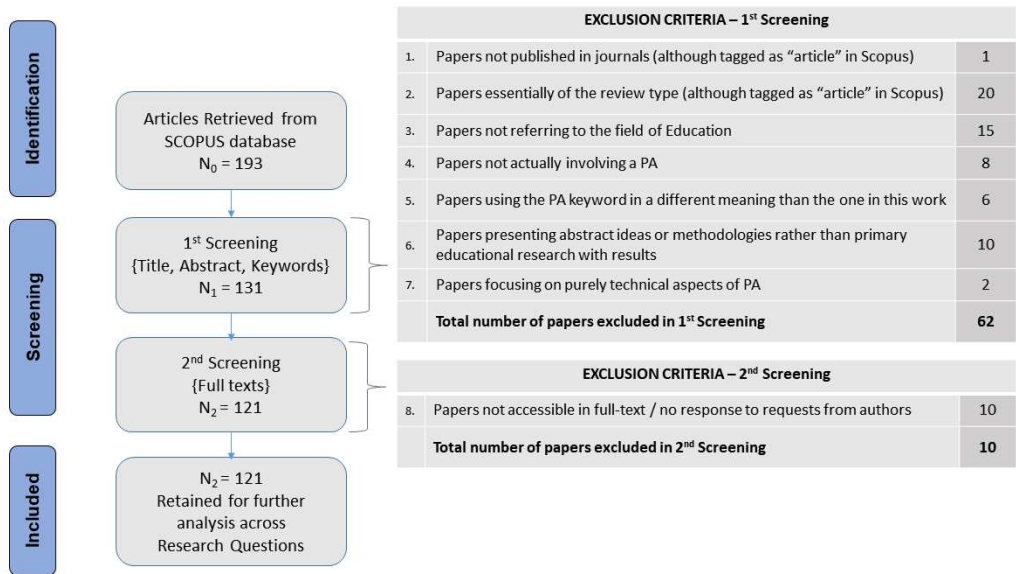 Identification
Articles Retrieved from
SCOPUS database
N₀ = 193
Screening
1st Screening
{Title, Abstract, Keywords}
N₁ = 131
2nd Screening
{Full texts}
N₂ = 121
Included
N₂ = 121
Retained for further
analysis across
Research Questions
EXCLUSION CRITERIA – 1st Screening
1. Papers not published in journals (although tagged as “article” in Scopus) 1
2. Papers essentially of the review type (although tagged as “article” in Scopus) 20
3. Papers not referring to the field of Education 15
4. Papers not actually involving a PA 8
5. Papers using the PA keyword in a different meaning than the one in this work 6
6. Papers presenting abstract ideas or methodologies rather than primary
educational research with results 10
7. Papers focusing on purely technical aspects of PA 2
Total number of papers excluded in 1st Screening 62
EXCLUSION CRITERIA – 2nd Screening
8. Papers not accessible in full-text / no response to requests from authors 10
Total number of papers excluded in 2nd Screening 10